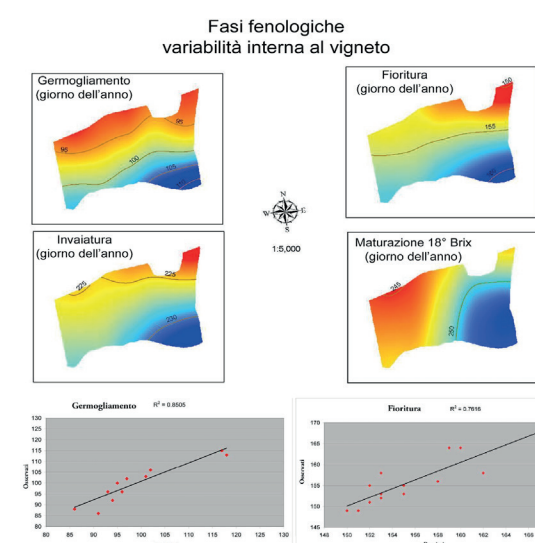 Fasi fenologiche
variabilità interna al vigneto
Germogliamento
(giorno dell'anno)
95
95
100
105
Fioritura
(giorno dell'anno)
150
155
160
N
W E
S
1:5,000
Invaiatura
(giorno dell'anno)
225
225
230
Maturazione 18° Brix
(giorno dell'anno)
245
250
Germogliamento R² = 0.8505
Osservati
130
125
120
115
110
105
100
95
90
85
80
80 85 90 95 100 105 110 115 120 125 130
Fioritura R² = 0.7616
Osservati
170
165
160
155
150
145
148 150 152 154 156 158 160 162 164 166